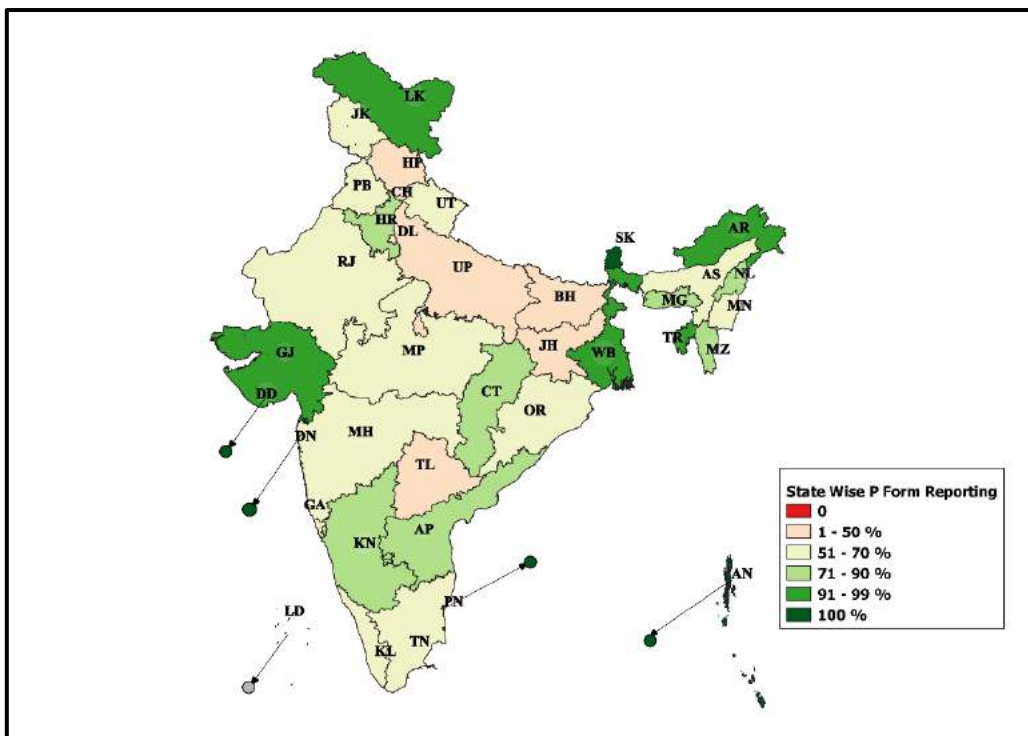 LK
JK
HP
PB
CH
UT
HR
DL
SK
AR
RJ
UP
AS
NL
BH
MG
MN
TR
MZ
GJ
MP
JH
WB
DD
CT
OR
DN
MH
TL
GA
AP
KN
PN
AN
LD
KL
TN
State Wise P Form Reporting
0
1 - 50 %
51 - 70 %
71 - 90 %
91 - 99 %
100 %